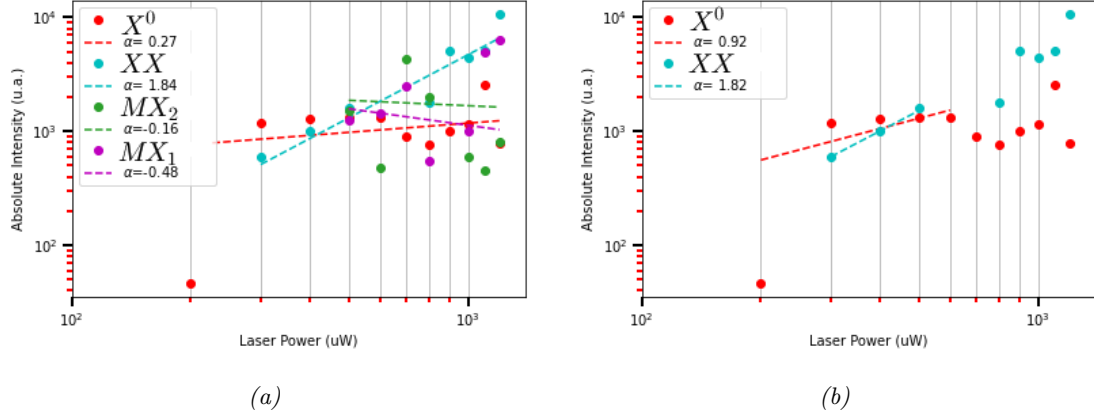 10⁴
10³
10²
Absolute Intensity (u.a.)
X⁰
α= 0.27
XX
α= 1.84
MX₂
α=-0.16
MX₁
α=-0.48
10² 10³
Laser Power (uW)
(a)
10⁴
10³
10²
Absolute Intensity (u.a.)
X⁰
α= 0.92
XX
α= 1.82
10² 10³
Laser Power (uW)
(b)